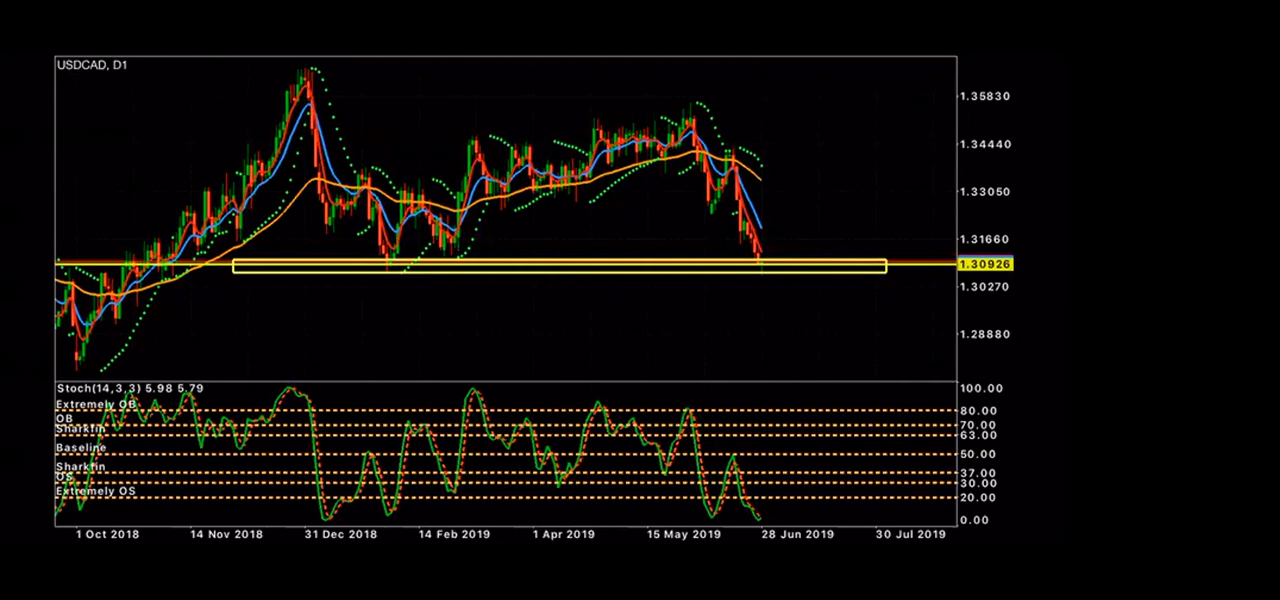 USDCAD, D1
1.35830
1.34440
1.33050
1.31660
1.30926
1.30270
1.28880
Stoch(14,3,3) 5.98 5.79
100.00
Extremely OB
80.00
OB
70.00
Sharkfin
63.00
Baseline
50.00
Sharkfin
37.00
OS
30.00
Extremely OS
20.00
0.00
1 Oct 2018 14 Nov 2018 31 Dec 2018 14 Feb 2019 1 Apr 2019 15 May 2019 28 Jun 2019 30 Jul 2019